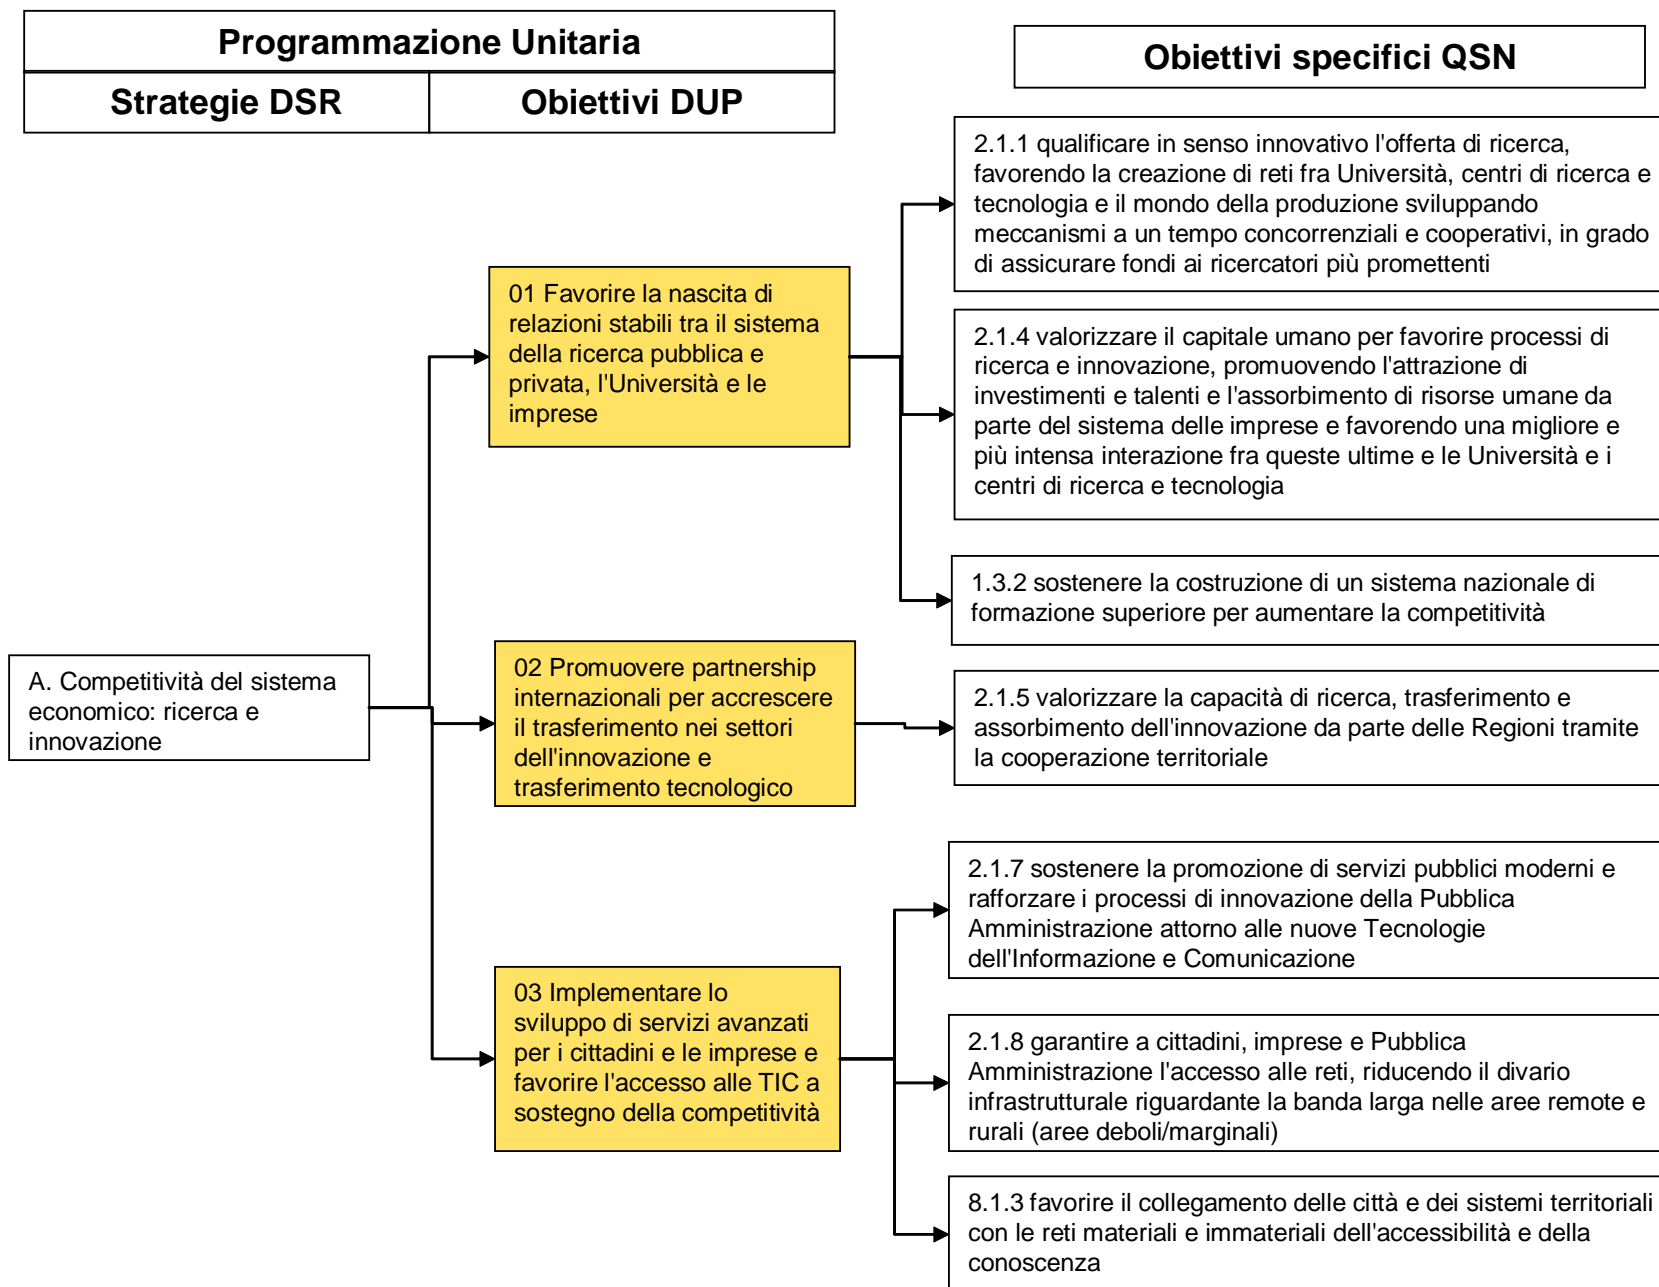 Programmazione Unitaria
Strategie DSR
Obiettivi DUP
Obiettivi specifici QSN
A. Competitività del sistema
economico: ricerca e
innovazione
01 Favorire la nascita di
relazioni stabili tra il sistema
della ricerca pubblica e
privata, l'Università e le
imprese
02 Promuovere partnership
internazionali per accrescere
il trasferimento nei settori
dell'innovazione e
trasferimento tecnologico
03 Implementare lo
sviluppo di servizi avanzati
per i cittadini e le imprese e
favorire l'accesso alle TIC a
sostegno della competitività
2.1.1 qualificare in senso innovativo l'offerta di ricerca,
favorendo la creazione di reti fra Università, centri di ricerca e
tecnologia e il mondo della produzione sviluppando
meccanismi a un tempo concorrenziali e cooperativi, in grado
di assicurare fondi ai ricercatori più promettenti
2.1.4 valorizzare il capitale umano per favorire processi di
ricerca e innovazione, promuovendo l'attrazione di
investimenti e talenti e l'assorbimento di risorse umane da
parte del sistema delle imprese e favorendo una migliore e
più intensa interazione fra queste ultime e le Università e i
centri di ricerca e tecnologia
1.3.2 sostenere la costruzione di un sistema nazionale di
formazione superiore per aumentare la competitività
2.1.5 valorizzare la capacità di ricerca, trasferimento e
assorbimento dell'innovazione da parte delle Regioni tramite
la cooperazione territoriale
2.1.7 sostenere la promozione di servizi pubblici moderni e
rafforzare i processi di innovazione della Pubblica
Amministrazione attorno alle nuove Tecnologie
dell'Informazione e Comunicazione
2.1.8 garantire a cittadini, imprese e Pubblica
Amministrazione l'accesso alle reti, riducendo il divario
infrastrutturale riguardante la banda larga nelle aree remote e
rurali (aree deboli/marginali)
8.1.3 favorire il collegamento delle città e dei sistemi territoriali
con le reti materiali e immateriali dell'accessibilità e della
conoscenza